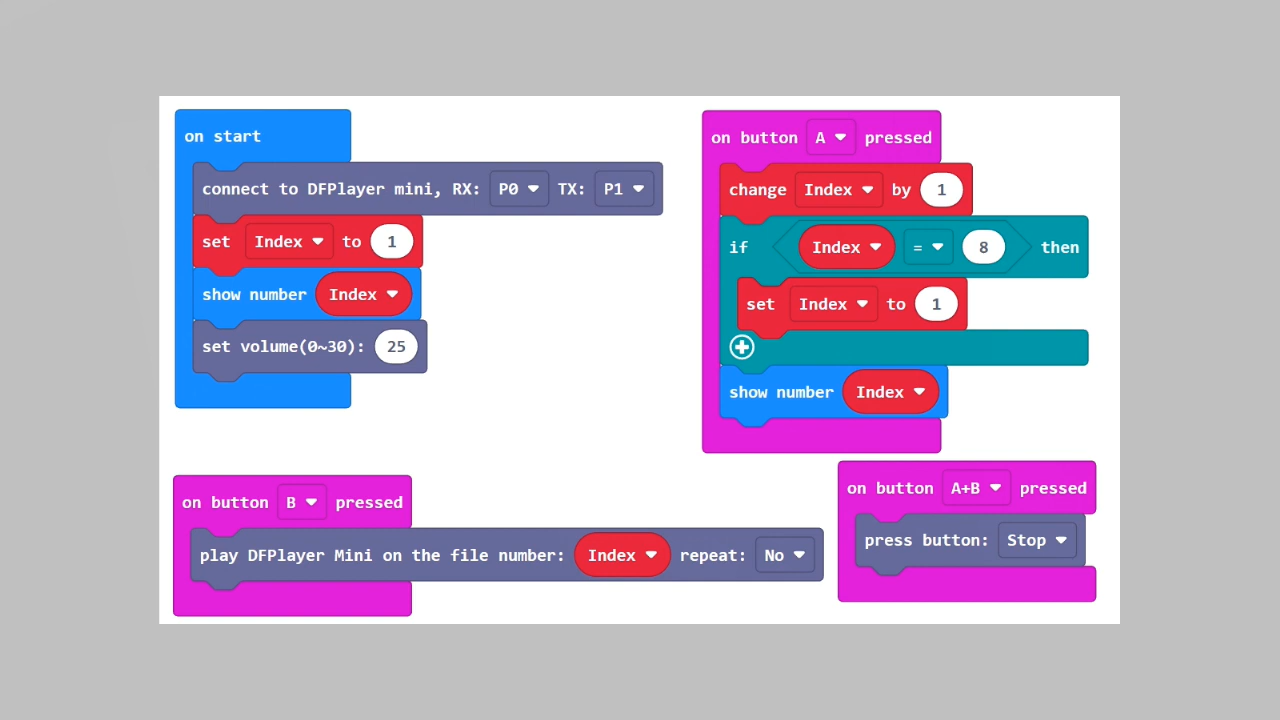 on start
connect to DFPlayer mini, RX: P0 TX: P1
set Index to 1
show number Index
set volume(0~30): 25
on button A pressed
change Index by 1
if Index = 8 then
set Index to 1
show number Index
on button B pressed
play DFPlayer Mini on the file number: Index repeat: No
on button A+B pressed
press button: Stop